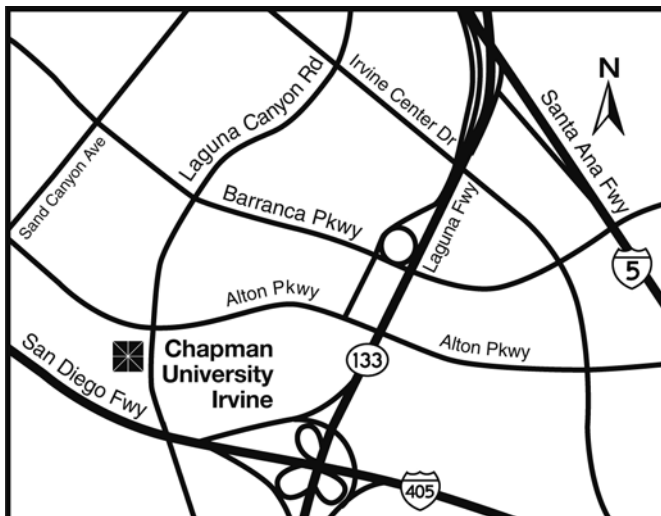 Sand Canyon Ave
Laguna Canyon Rd
Irvine Center Dr
N
Santa Ana Fwy
5
Barranca Pkwy
Laguna Fwy
Alton Pkwy
Alton Pkwy
133
San Diego Fwy
Chapman
University
Irvine
405